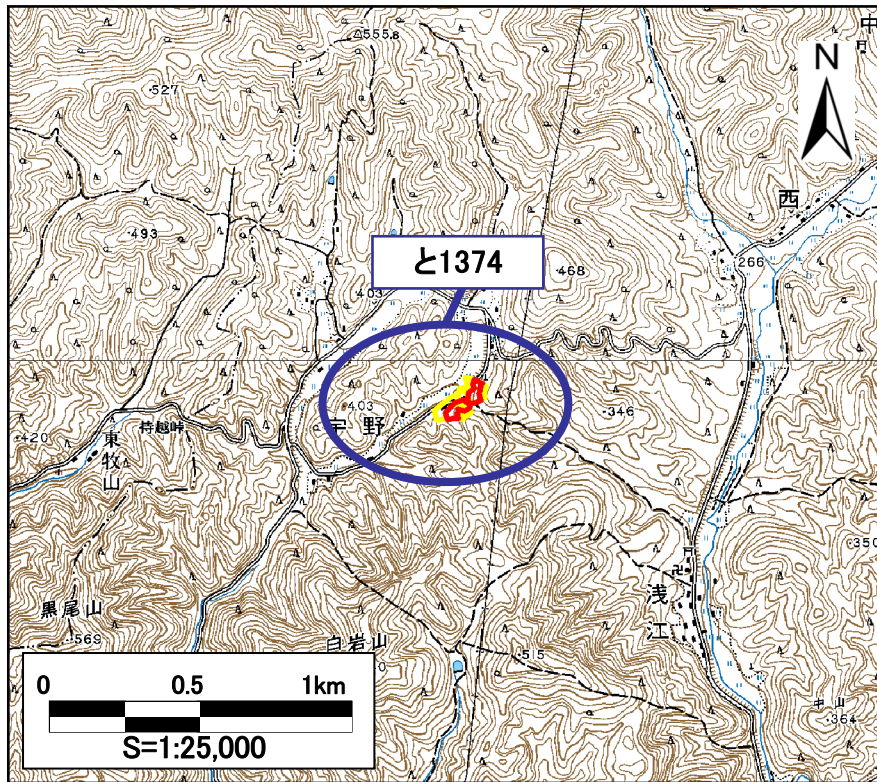 555.8
中
N
・527
西
・493
と1374
・468
266
403
・403
・346
宇野
・420
持越峠
東牧山
350
浅江
黒尾山
・569
白岩山
・515
中山
・364
0 0.5 1km
S=1:25,000